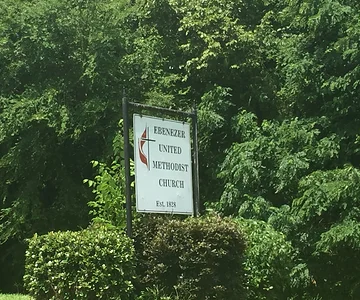 EBENEZER
UNITED
METHODIST
CHURCH
Est. 1828